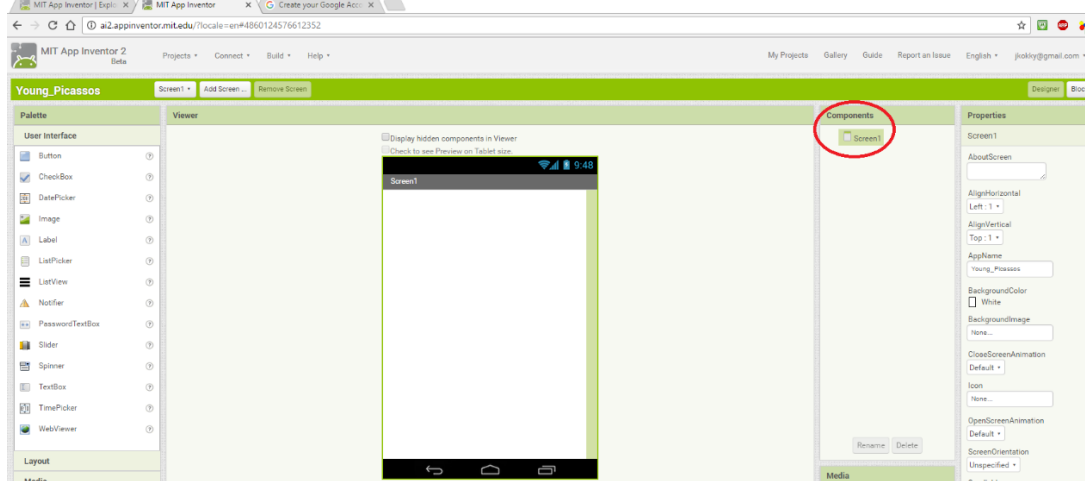 MIT App Inventor | Explo
MIT App Inventor
Create your Google Acco
ai2.appinventor.mit.edu/?locale=en#4860124576612352
MIT App Inventor 2
Beta
Projects
Connect
Build
Help
My Projects
Gallery
Guide
Report an Issue
English
jkokky@gmail.com
Young_Picassos
Screen1
Add Screen ...
Remove Screen
Designer
Bloc
Palette
User Interface
Button
CheckBox
DatePicker
Image
Label
ListPicker
ListView
Notifier
PasswordTextBox
Slider
Spinner
TextBox
TimePicker
WebViewer
Layout
Media
Viewer
Display hidden components in Viewer
Check to see Preview on Tablet size.
9:48
Screen1
Components
Screen1
Rename
Delete
Media
Properties
Screen1
AboutScreen
AlignHorizontal
Left : 1
AlignVertical
Top : 1
AppName
Young_Picassos
BackgroundColor
White
BackgroundImage
None...
CloseScreenAnimation
Default
Icon
None...
OpenScreenAnimation
Default
ScreenOrientation
Unspecified